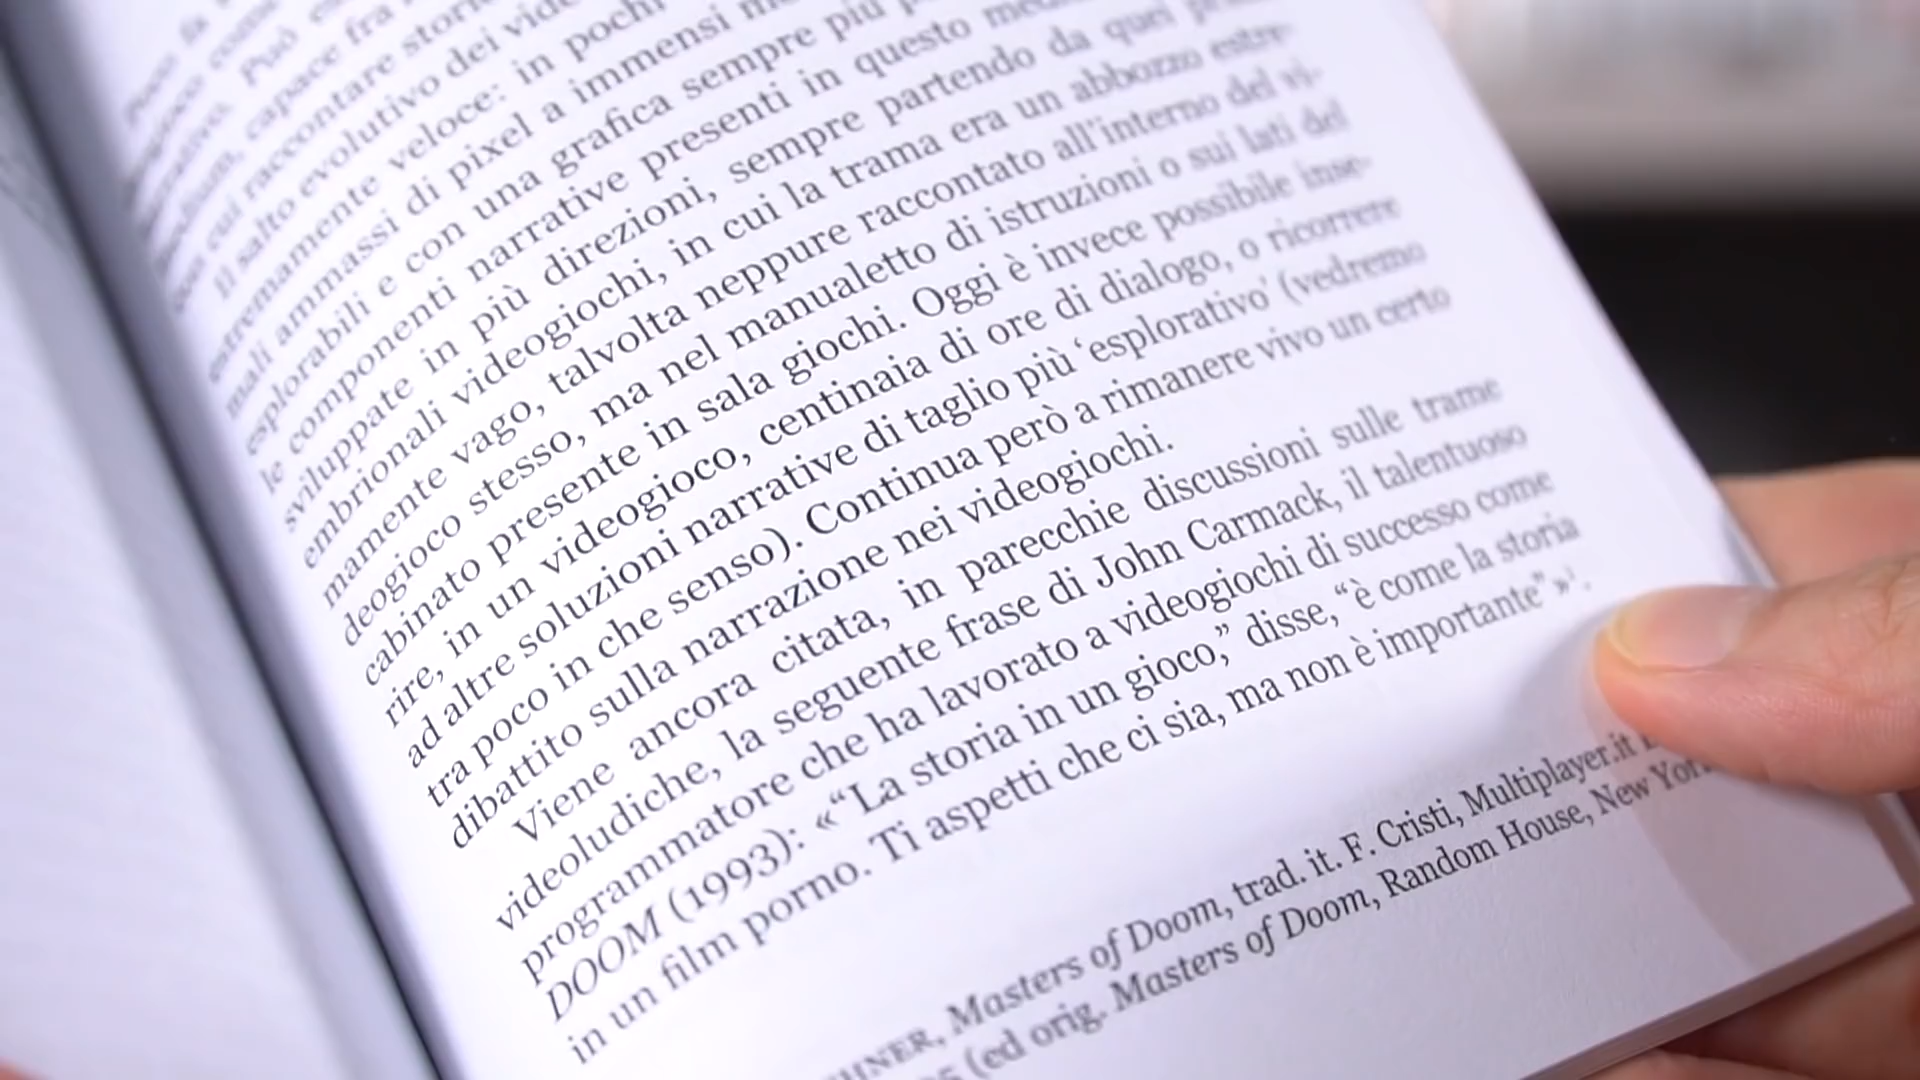 capace fra
cui raccontare
Il salto evolutivo dei
estremamente veloce: in pochi
mali ammassi di pixel a immensi
esplorabili e con una grafica sempre più
le componenti narrative presenti in questo
sviluppate in più direzioni, sempre partendo da quei
embrionali videogiochi, in cui la trama era un abbozzo estre-
mamente vago, talvolta neppure raccontato all'interno del vi-
deogioco stesso, ma nel manualetto di istruzioni o sui lati del
cabinato presente in sala giochi. Oggi è invece possibile inse-
rire, in un videogioco, centinaia di ore di dialogo, o ricorrere
ad altre soluzioni narrative di taglio più ‘esplorativo’ (vedremo
tra poco in che senso). Continua però a rimanere vivo un certo
dibattito sulla narrazione nei videogiochi.
Viene ancora citata, in parecchie discussioni sulle trame
videoludiche, la seguente frase di John Carmack, il talentuoso
programmatore che ha lavorato a videogiochi di successo come
DOOM (1993): «“La storia in un gioco,” disse, “è come la storia
in un film porno. Ti aspetti che ci sia, ma non è importante”»¹.
Masters of Doom, trad. it. F. Cristi, Multiplayer.it
(ed orig. Masters of Doom, Random House, New York